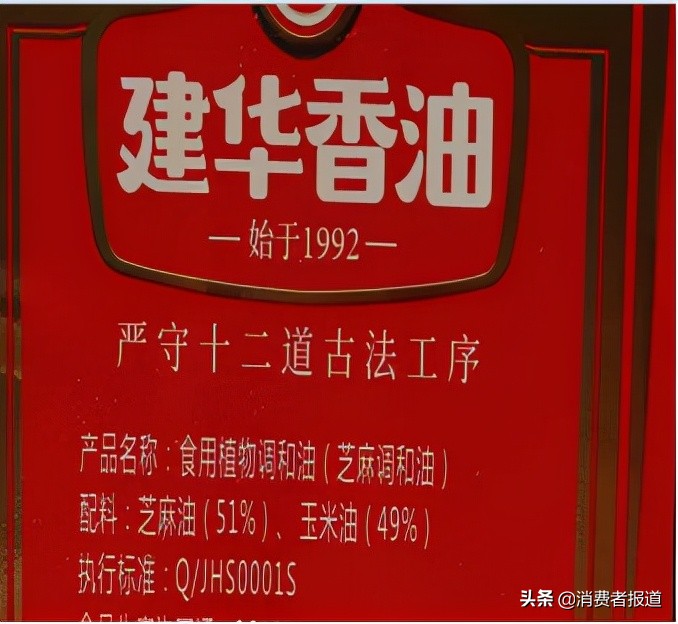 建华香油
始于1992
严守十二道古法工序
产品名称：食用植物调和油（芝麻调和油）
配料：芝麻油（51%）、玉米油（49%）
执行标准：Q/JHS0001S
头条 @消费者报道